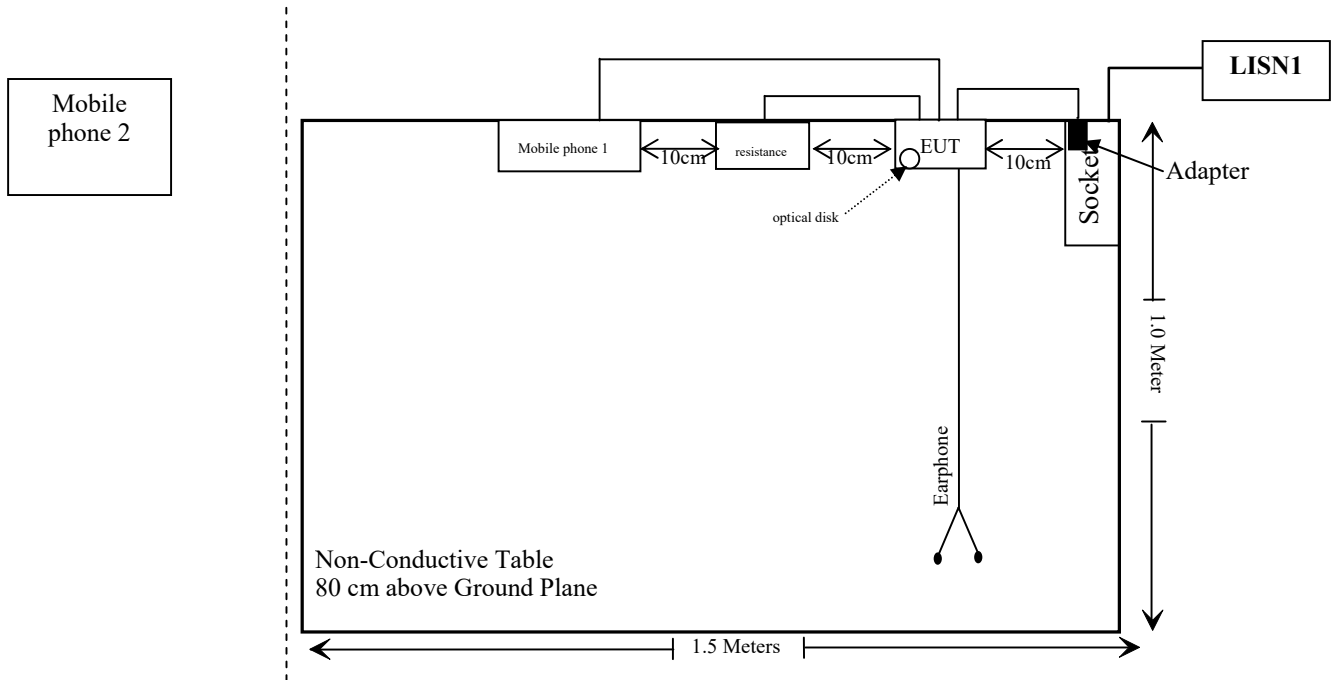 LISN1
Mobile
phone 2
Mobile phone 1
10cm
resistance
10cm
EUT
10cm
Socket
Adapter
optical disk
1.0 Meter
Earphone
Non-Conductive Table
80 cm above Ground Plane
1.5 Meters